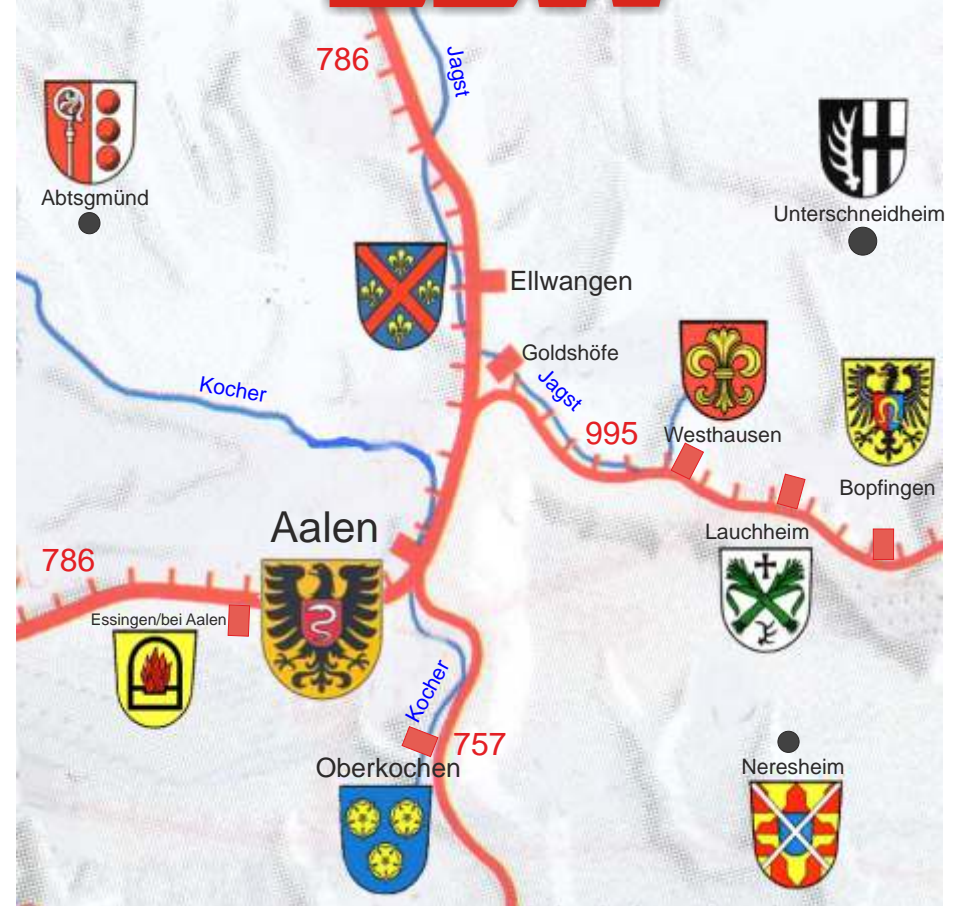 786
Jagst
Abtsgmünd
Unterschneidheim
Ellwangen
Goldshöfe
Jagst
Kocher
995
Westhausen
Bopfingen
Aalen
Lauchheim
786
Essingen/bei Aalen
Kocher
757
Oberkochen
Neresheim